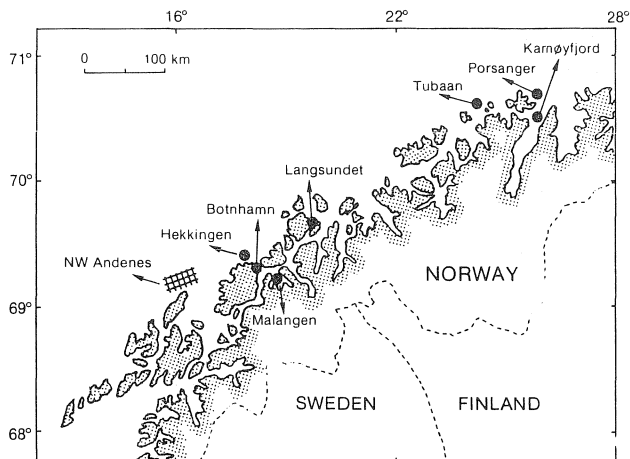 16°
22°
28°
71°
0
100 km
Karnøyfjord
Porsanger
Tubaan
70°
Langsundet
Botnhamn
Hekkingen
NW Andenes
NORWAY
69°
Malangen
SWEDEN
FINLAND
68°